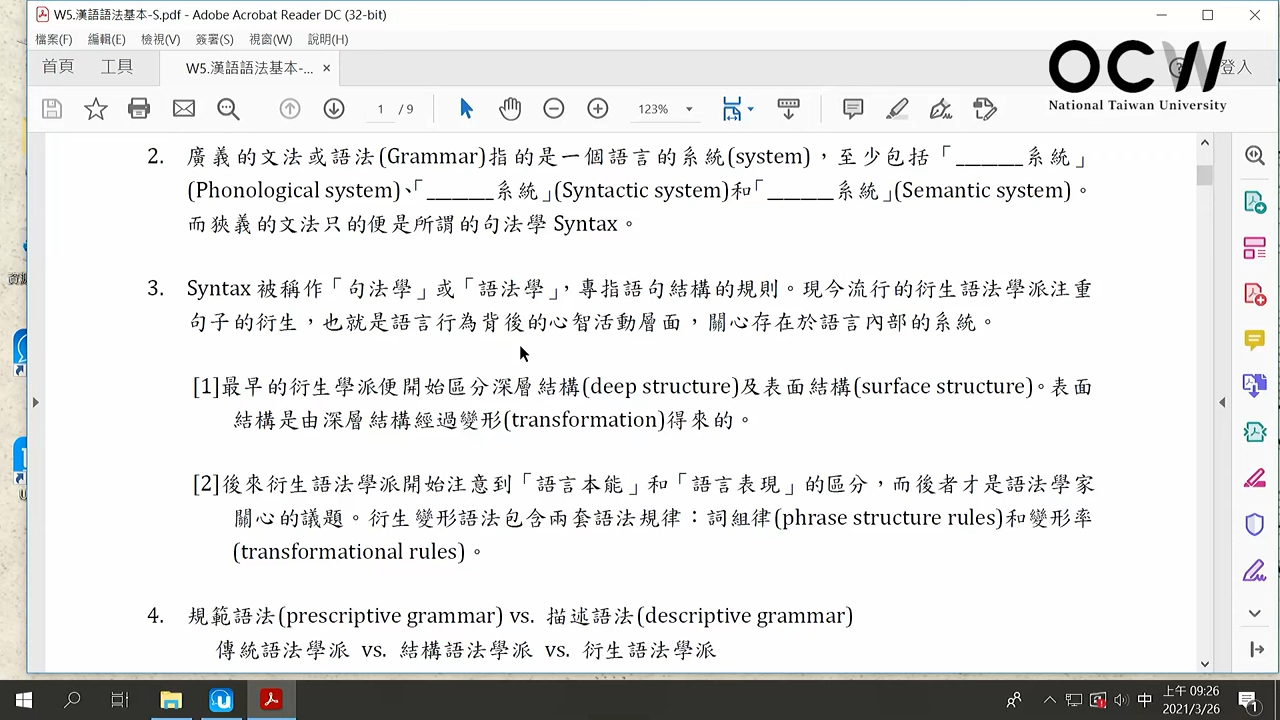 W5.漢語語法基本-S.pdf - Adobe Acrobat Reader DC (32-bit)
檔案(F) 編輯(E) 檢視(V) 簽署(S) 視窗(W) 說明(H)
首頁 工具 W5.漢語語法基本-... × 登入
OCW
National Taiwan University
1 / 9 123%
2. 廣義的文法或語法(Grammar)指的是一個語言的系統(system)，至少包括「________系統」
(Phonological system)、「________系統」(Syntactic system)和「________系統」(Semantic system)。
而狹義的文法只的便是所謂的句法學 Syntax。
3. Syntax 被稱作「句法學」或「語法學」，專指語句結構的規則。現今流行的衍生語法學派注重
句子的衍生，也就是語言行為背後的心智活動層面，關心存在於語言內部的系統。
[1]最早的衍生學派便開始區分深層結構(deep structure)及表面結構(surface structure)。表面
結構是由深層結構經過變形(transformation)得來的。
[2]後來衍生語法學派開始注意到「語言本能」和「語言表現」的區分，而後者才是語法學家
關心的議題。衍生變形語法包含兩套語法規律：詞組律(phrase structure rules)和變形率
(transformational rules)。
4. 規範語法(prescriptive grammar) vs. 描述語法(descriptive grammar)
傳統語法學派 vs. 結構語法學派 vs. 衍生語法學派
中 上午 09:26
2021/3/26
1